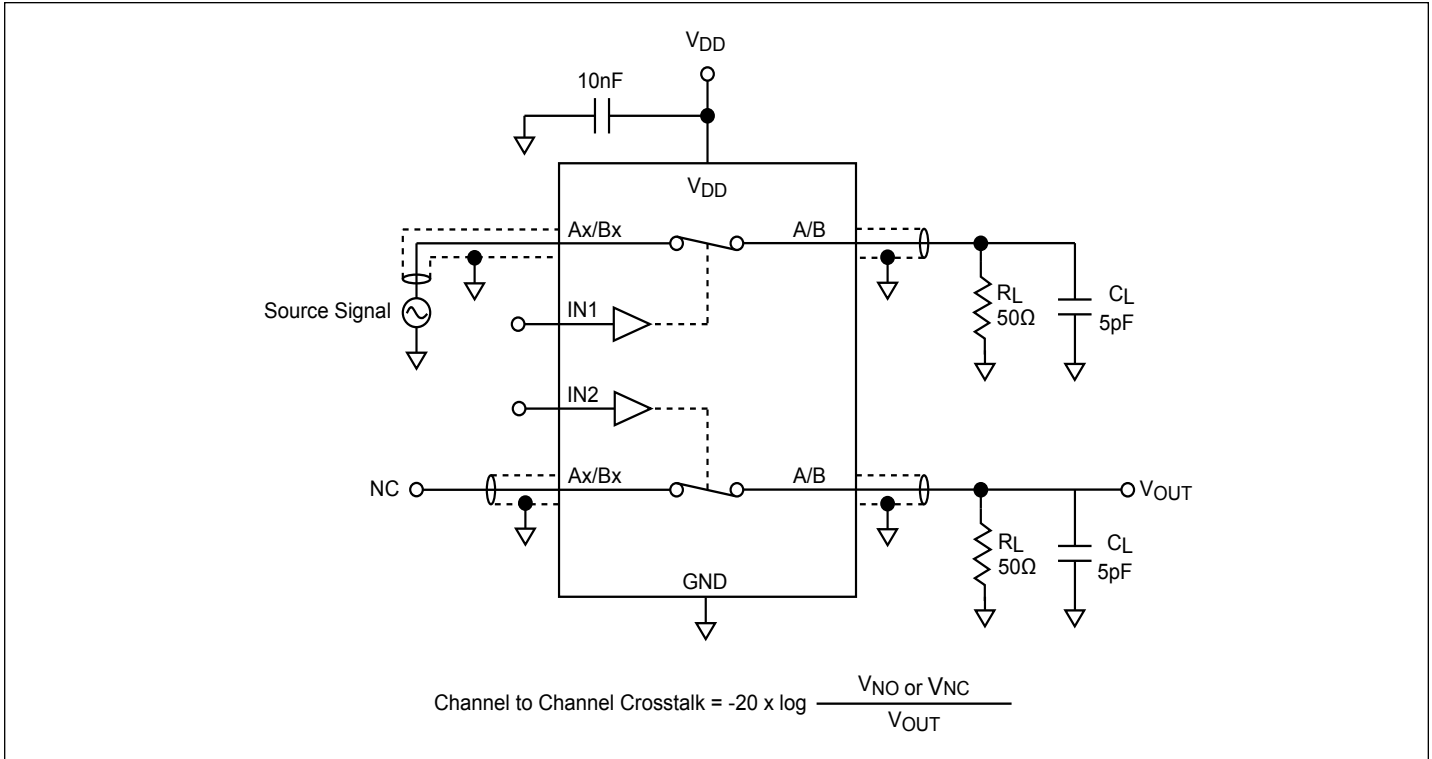 VDD
10nF
VDD
Ax/Bx
A/B
Source Signal
IN1
RL
50Ω
CL
5pF
IN2
NC
Ax/Bx
A/B
VOUT
RL
50Ω
CL
5pF
GND
Channel to Channel Crosstalk = -20 x log
VNO or VNC
VOUT